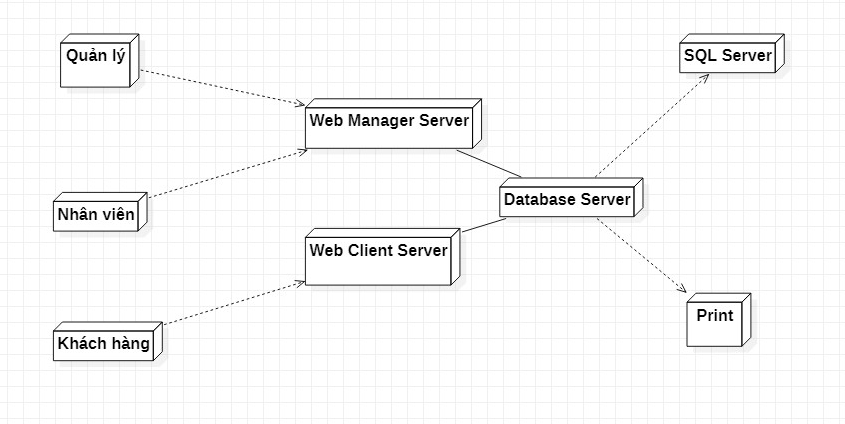 Quản lý
SQL Server
Web Manager Server
Nhân viên
Database Server
Web Client Server
Print
Khách hàng